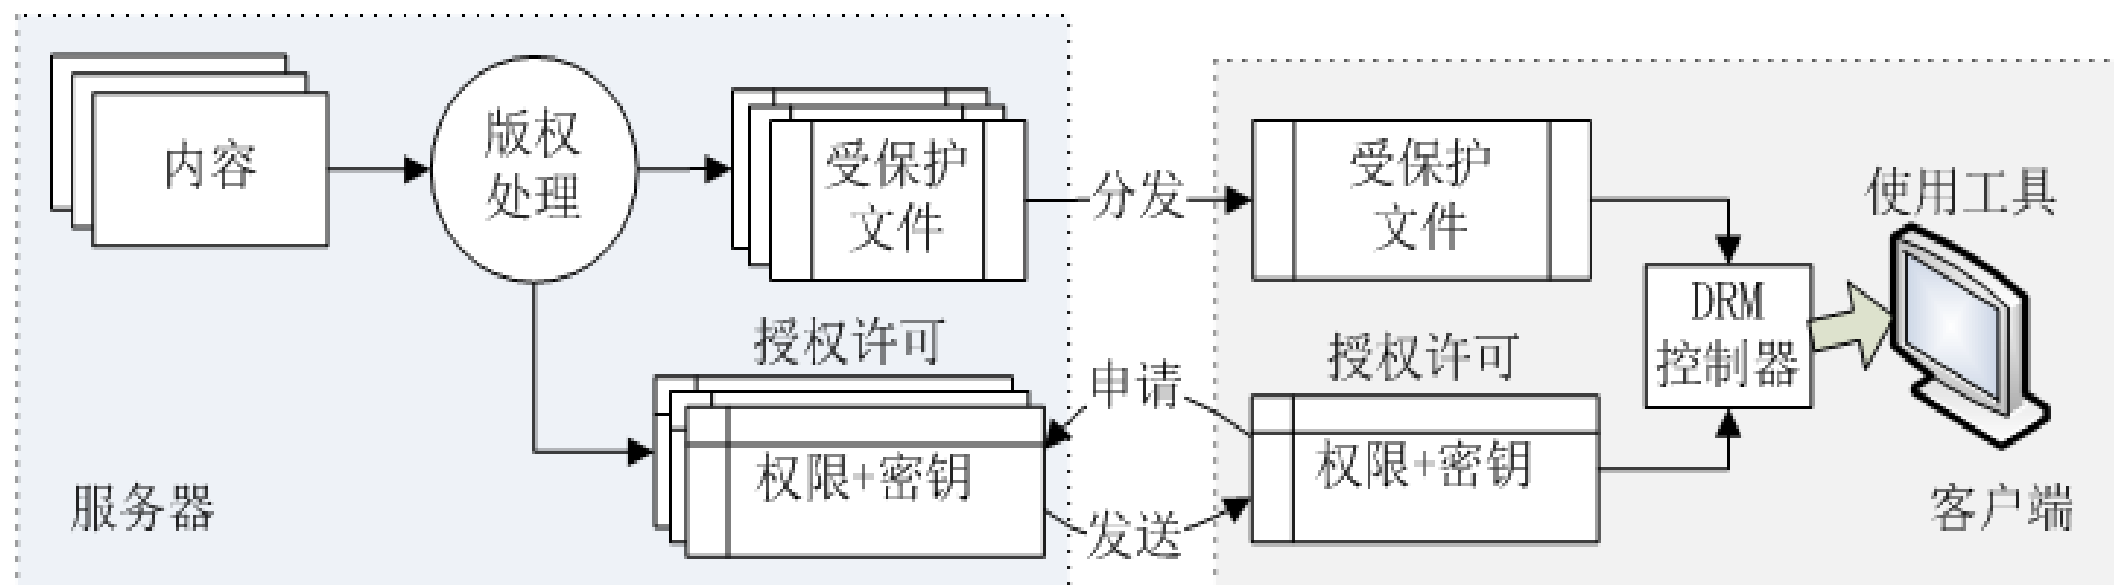 内容
版权
处理
受保护
文件
分发
受保护
文件
使用工具
DRM
控制器
授权许可
权限+密钥
申请
发送
授权许可
权限+密钥
服务器
客户端